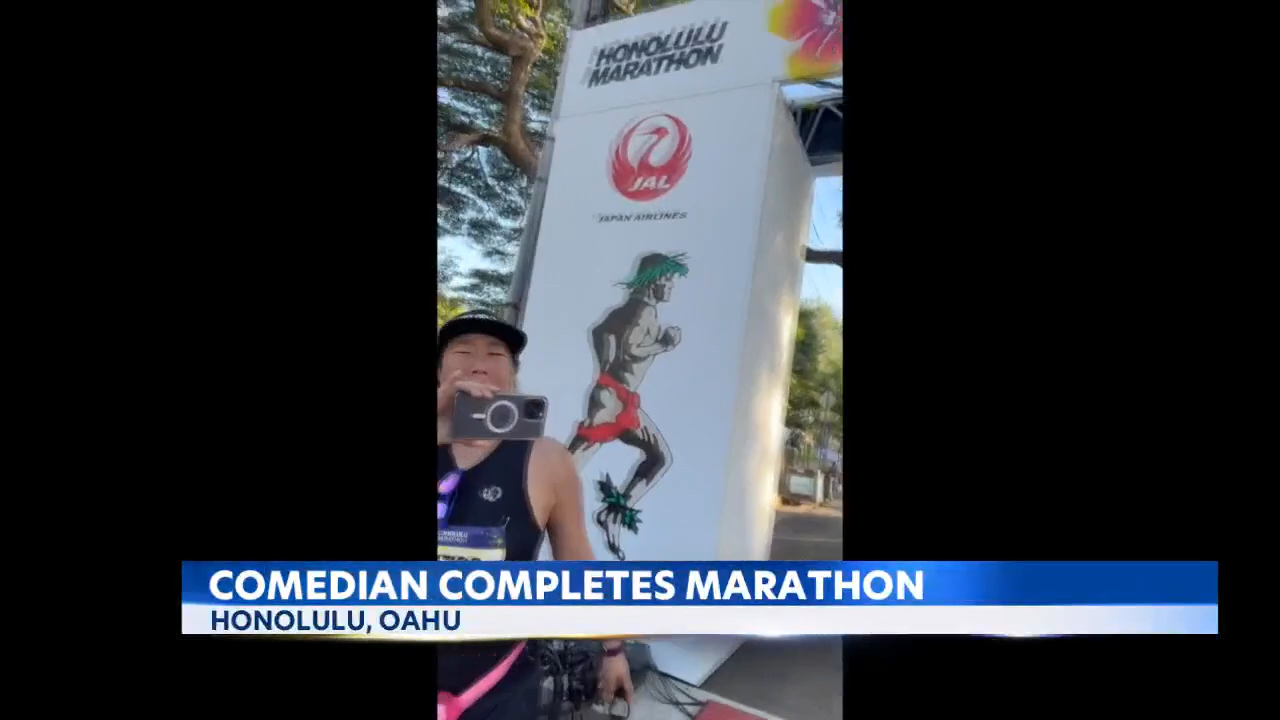 HONOLULU
MARATHON
JAL
JAPAN AIRLINES
COMEDIAN COMPLETES MARATHON
HONOLULU, OAHU